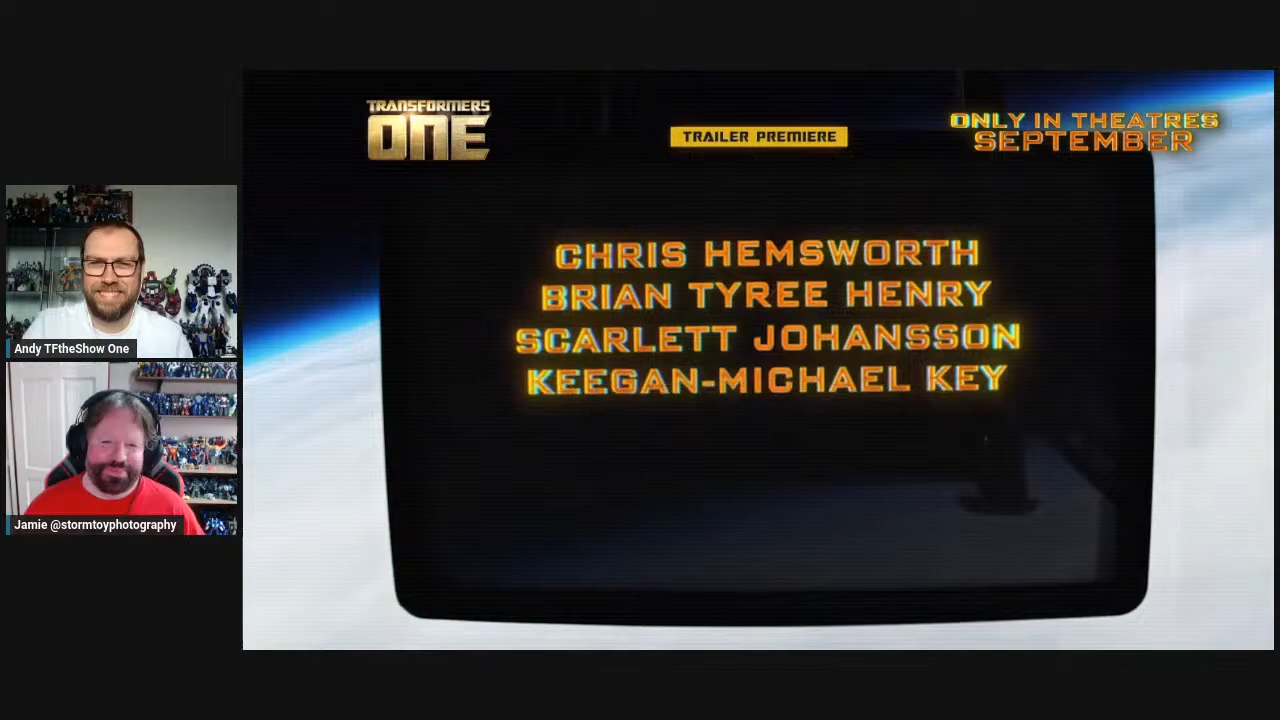 TRANSFORMERS
ONE
TRAILER PREMIERE
ONLY IN THEATRES
SEPTEMBER
CHRIS HEMSWORTH
BRIAN TYREE HENRY
SCARLETT JOHANSSON
KEEGAN-MICHAEL KEY
Andy TFtheShow One
Jamie @stormtoyphotography